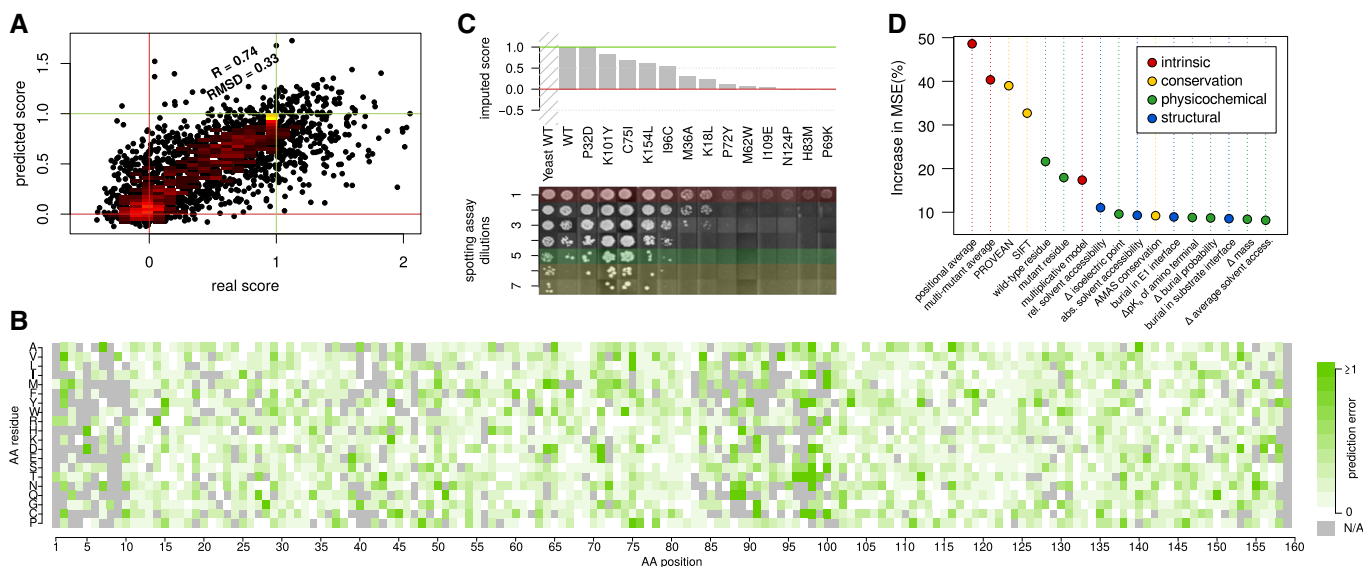 A
R = 0.74
RMSD = 0.33
predicted score
0.0
0.5
1.0
1.5
0
1
2
real score
C
imputed score
1.0
0.5
0.0
−0.5
Yeast WT
WT
P32D
K101Y
C75I
K154L
I96C
M36A
K18L
P72Y
M62W
I109E
N124P
H83M
P69K
spotting assay
dilutions
1
3
5
7
D
Increase in MSE(%)
50
40
30
20
10
intrinsic
conservation
physicochemical
structural
positional average
multi-mutant average
PROVEAN
SIFT
wild-type residue
mutant residue
multiplicative model
rel. solvent accessibility
Δ isoelectric point
abs. solvent accessibility
AMAS conservation
burial in E1 interface
ΔpKa of amino terminal
Δ burial probability
burial in substrate interface
Δ mass
Δ average solvent access.
B
AA residue
A
V
L
I
M
F
Y
W
R
H
K
D
E
S
T
N
Q
G
C
P
1 5 10 15 20 25 30 35 40 45 50 55 60 65 70 75 80 85 90 95 100 105 110 115 120 125 130 135 140 145 150 155 160
AA position
≥1
prediction error
0
N/A